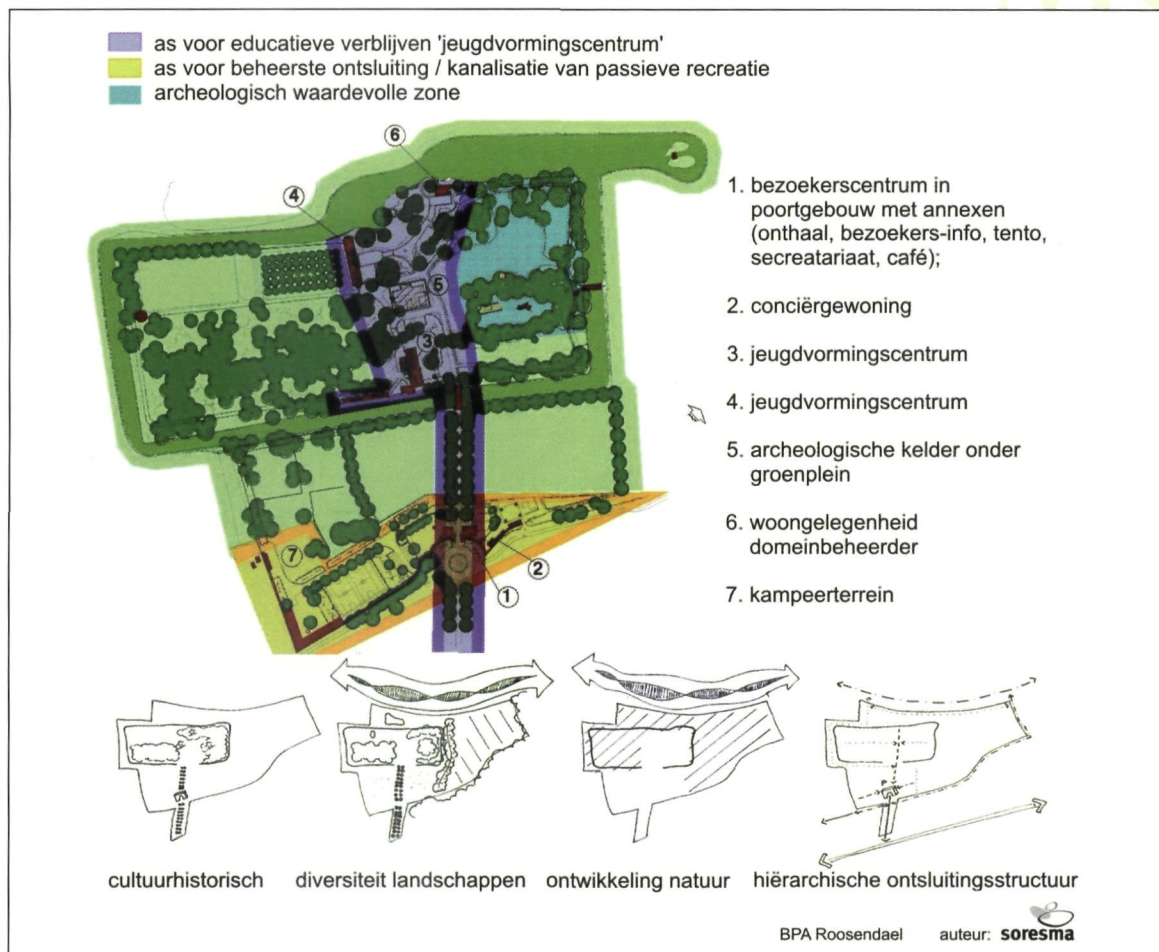 as voor educatieve verblijven 'jeugdvormingscentrum'
as voor beheerste ontsluiting / kanalisatie van passieve recreatie
archeologisch waardevolle zone
6
4
5
3
7
2
1
1. bezoekerscentrum in
poortgebouw met annexen
(onthaal, bezoekers-info, tento,
secreatariaat, café);
2. conciërgewoning
3. jeugdvormingscentrum
4. jeugdvormingscentrum
5. archeologische kelder onder
groenplein
6. woongelegenheid
domeinbeheerder
7. kampeerterrein
cultuurhistorisch
diversiteit landschappen
ontwikkeling natuur
hiërarchische ontsluitingsstructuur
P
BPA Roosendael auteur: soresma